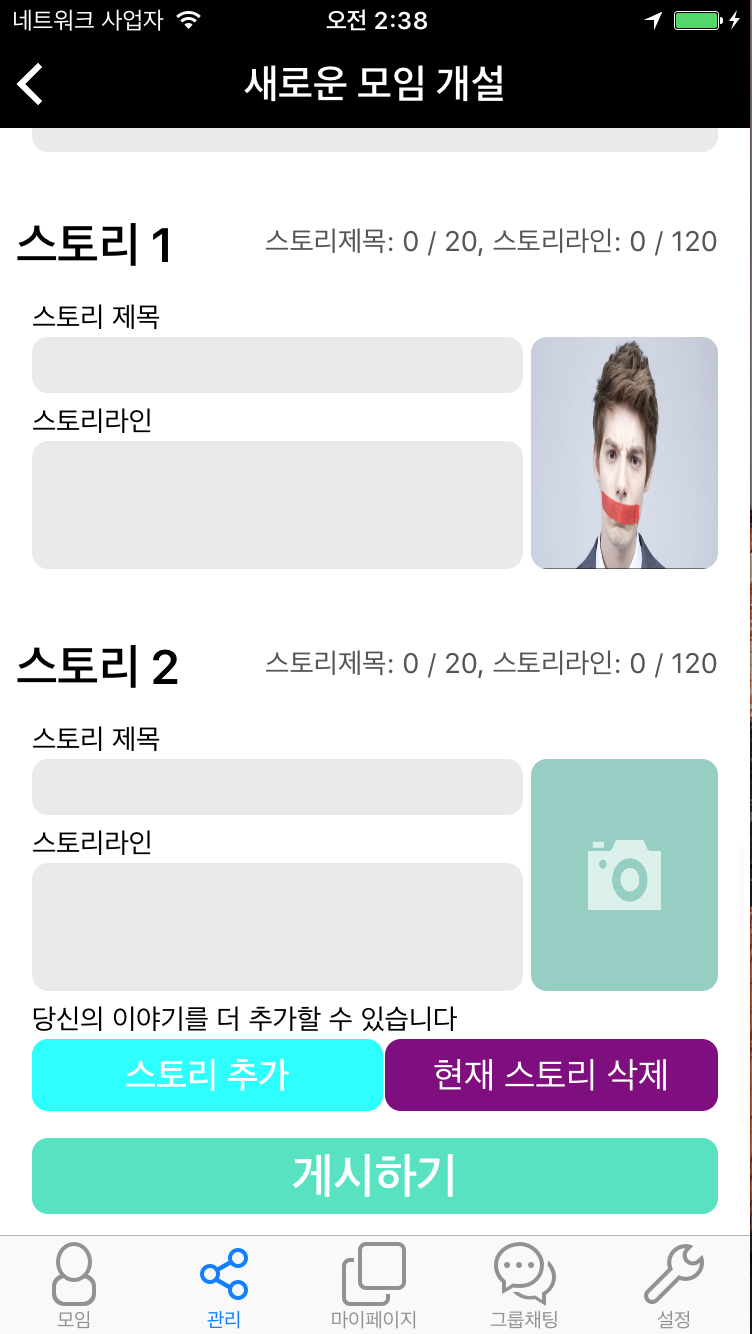 네트워크 사업자 오전 2:38
새로운 모임 개설
스토리 1 스토리제목: 0 / 20, 스토리라인: 0 / 120
스토리 제목
스토리라인
스토리 2 스토리제목: 0 / 20, 스토리라인: 0 / 120
스토리 제목
스토리라인
당신의 이야기를 더 추가할 수 있습니다
스토리 추가 현재 스토리 삭제
게시하기
모임 관리 마이페이지 그룹채팅 설정